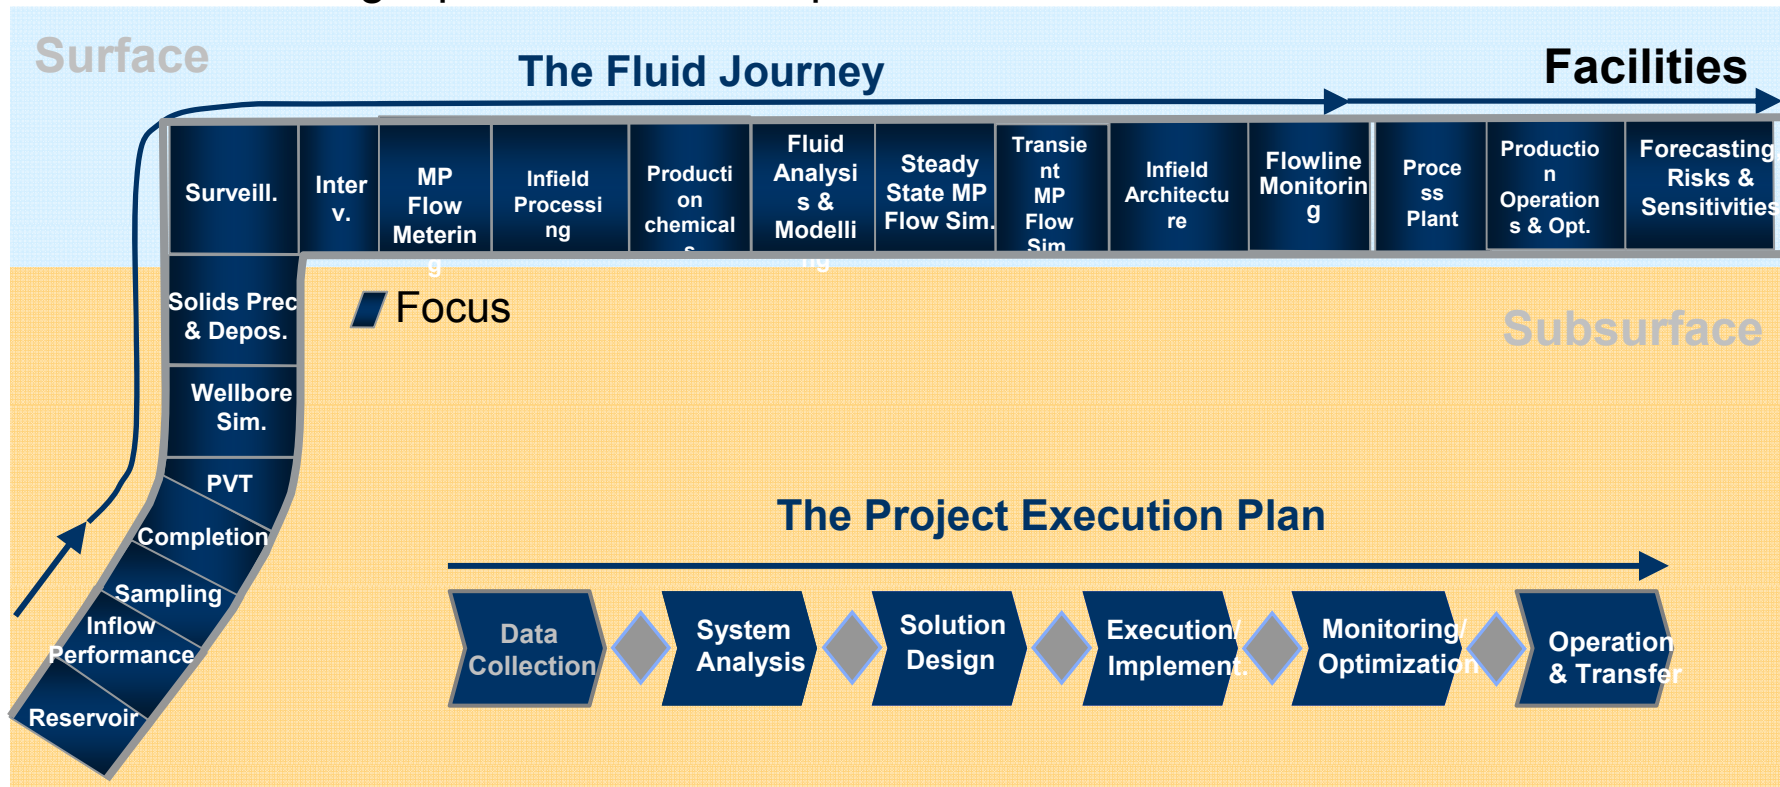 Surface
The Fluid Journey
Facilities
Surveill.
Inter
v.
MP
Flow
Meterin
g
Infield
Processi
ng
Producti
on
chemical
s
Fluid
Analysi
s &
Modelli
ng
Steady
State MP
Flow Sim.
Transie
nt
MP
Flow
Sim
Infield
Architectu
re
Flowline
Monitorin
g
Proce
ss
Plant
Productio
n
Operation
s & Opt.
Forecasting,
Risks &
Sensitivities
Solids Prec
& Depos.
Focus
Subsurface
Wellbore
Sim.
PVT
Completion
Sampling
Inflow
Performance
Reservoir
The Project Execution Plan
Data
Collection
System
Analysis
Solution
Design
Execution/
Implement.
Monitoring/
Optimization
Operation
& Transfer